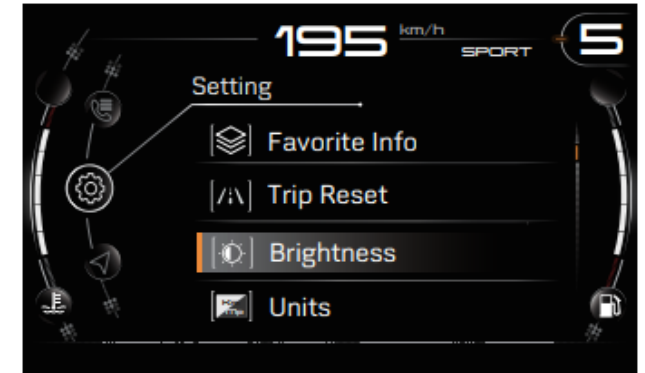 195 km/h SPORT 5
Setting
Favorite Info
Trip Reset
Brightness
Units